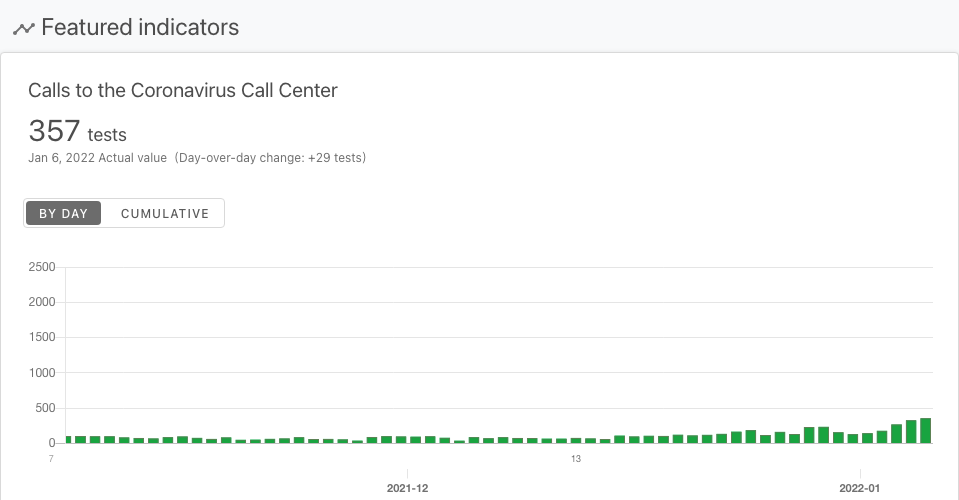 Featured indicators
Calls to the Coronavirus Call Center
357 tests
Jan 6, 2022 Actual value (Day-over-day change: +29 tests)
BY DAY CUMULATIVE
2500
2000
1500
1000
500
0
7 13
2021-12 2022-01